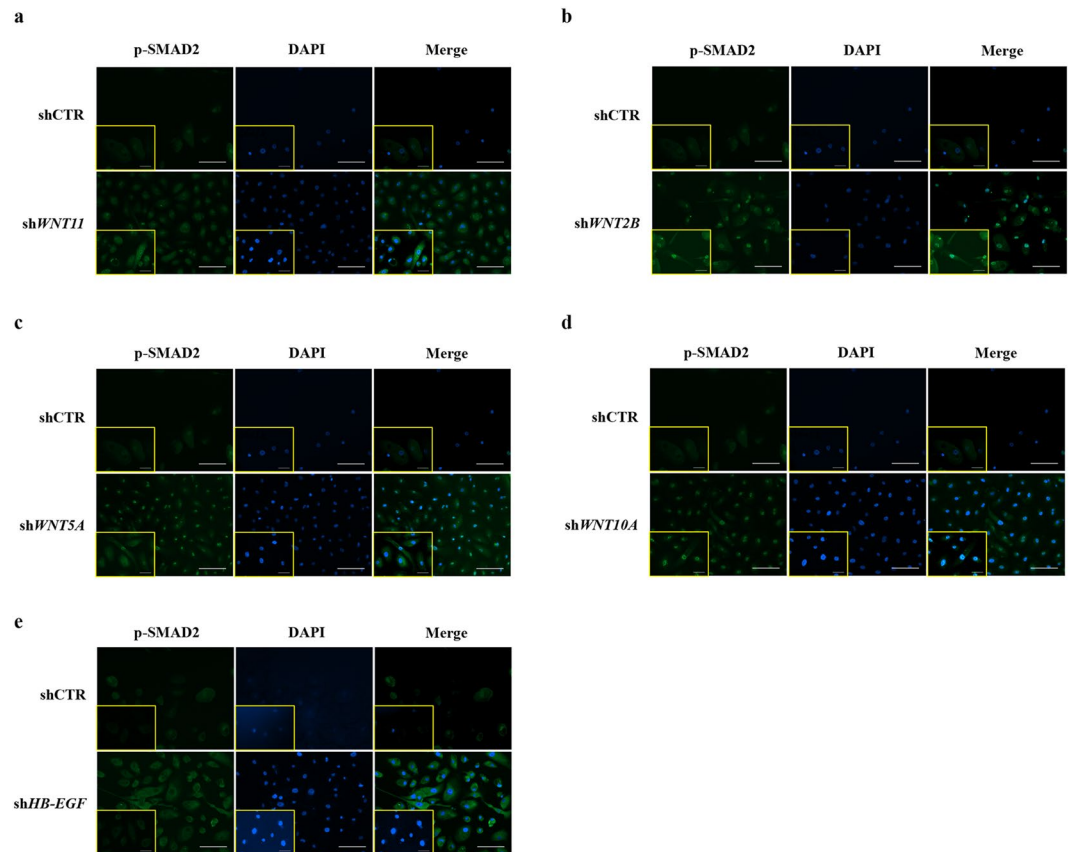 a
p-SMAD2 DAPI Merge
shCTR
shWNT11
b
p-SMAD2 DAPI Merge
shCTR
shWNT2B
c
p-SMAD2 DAPI Merge
shCTR
shWNT5A
d
p-SMAD2 DAPI Merge
shCTR
shWNT10A
e
p-SMAD2 DAPI Merge
shCTR
shHB-EGF